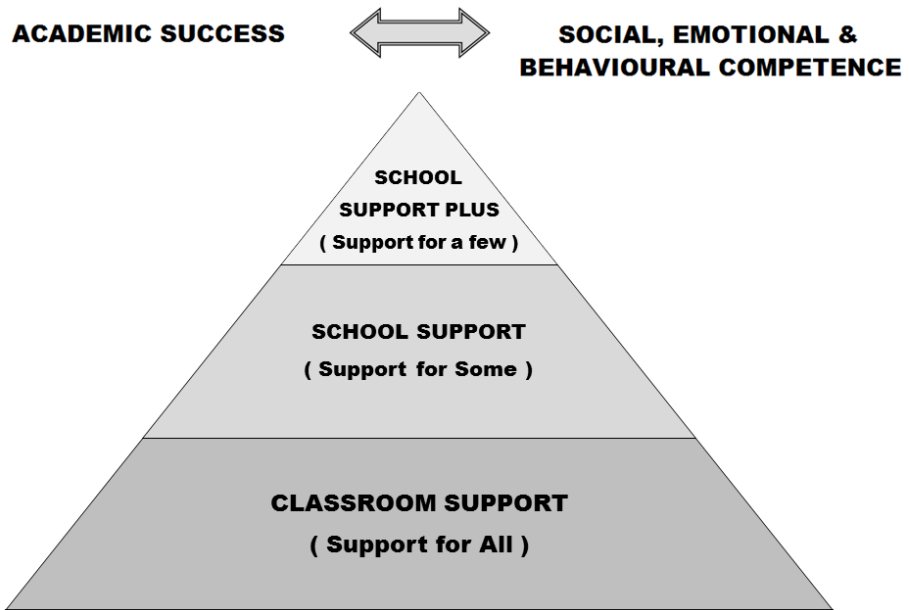 ACADEMIC SUCCESS
SOCIAL, EMOTIONAL &
BEHAVIOURAL COMPETENCE
SCHOOL
SUPPORT PLUS
( Support for a few )
SCHOOL SUPPORT
( Support for Some )
CLASSROOM SUPPORT
( Support for All )